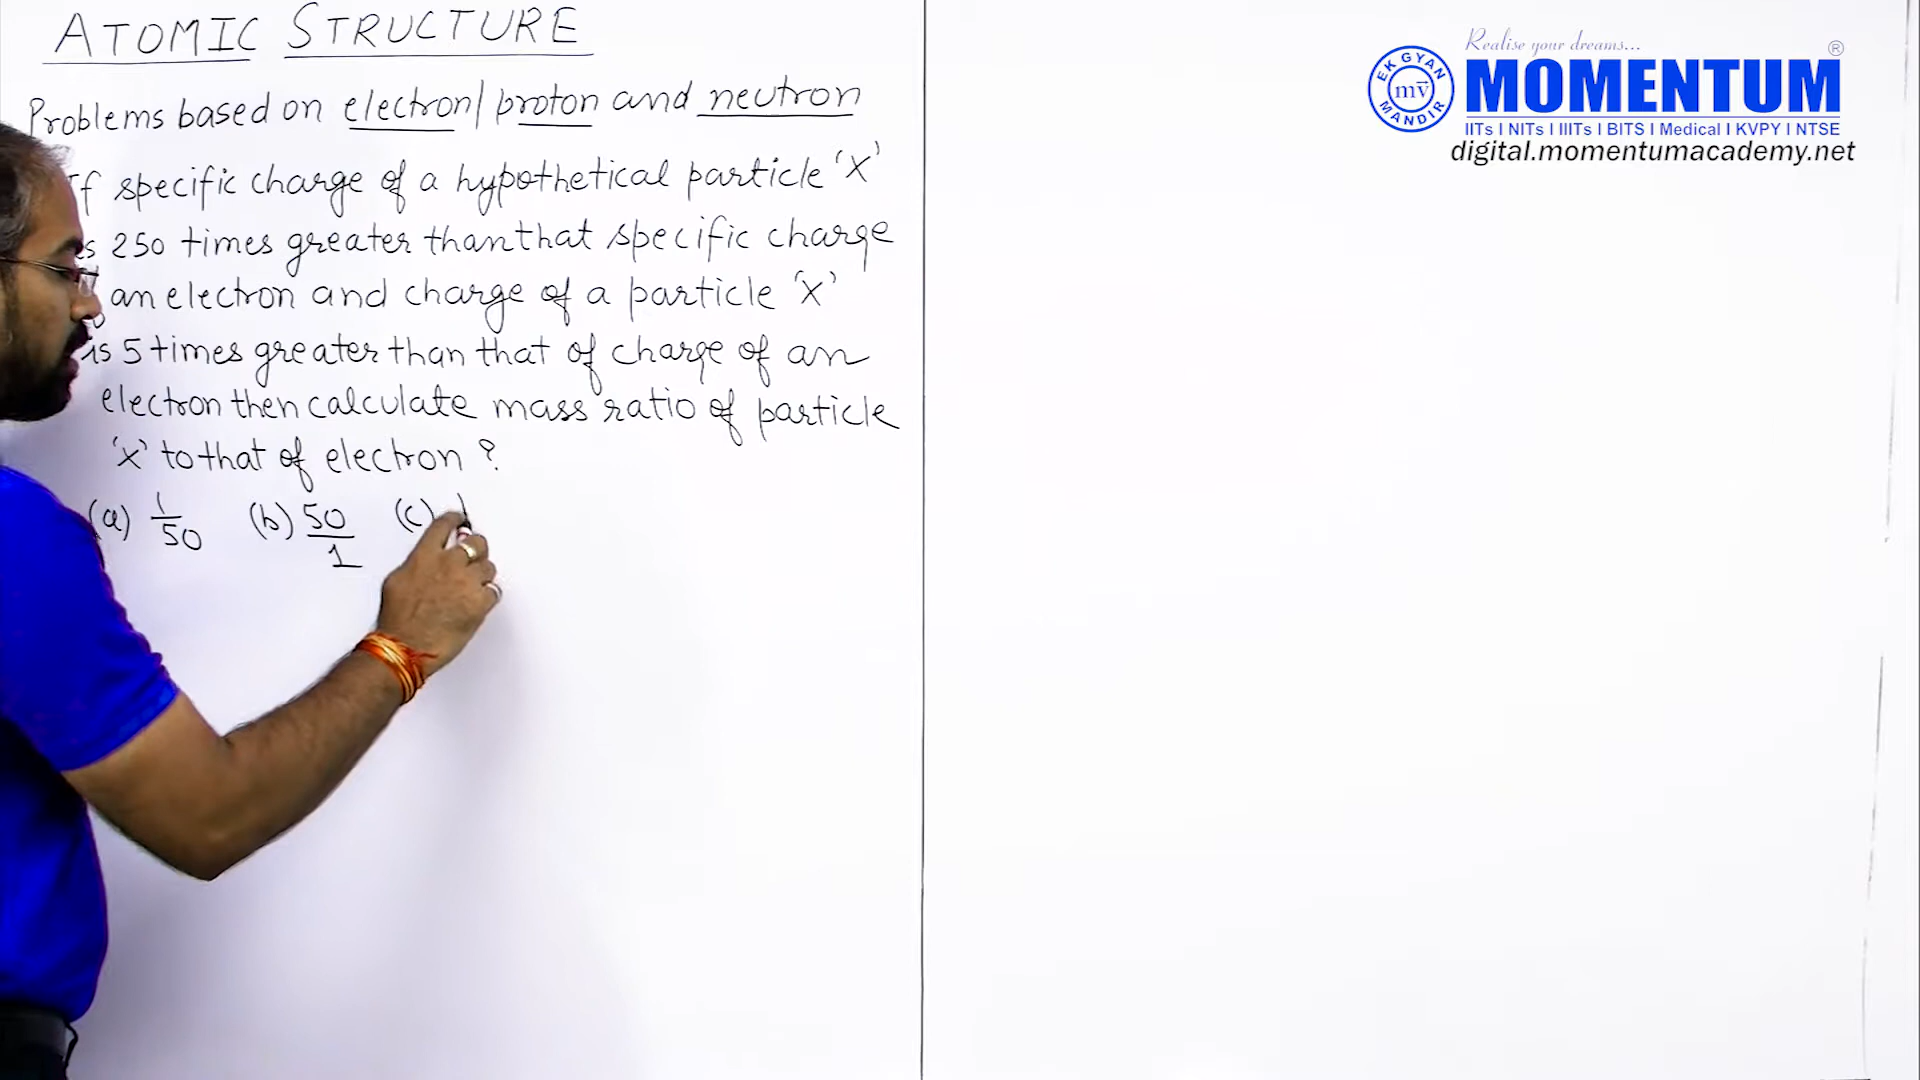 ATOMIC STRUCTURE
Problems based on electron/proton and neutron
If specific charge of a hypothetical particle 'X'
is 250 times greater than that specific charge
an electron and charge of a particle 'X'
is 5 times greater than that of charge of an
electron then calculate mass ratio of particle
'X' to that of electron ?
(a) 1/50 (b) 50/1 (c)
Realise your dreams...
EK GYAN MANDIR
mv
MOMENTUM®
IITs I NITs I IIITs I BITS I Medical I KVPY I NTSE
digital.momentumacademy.net